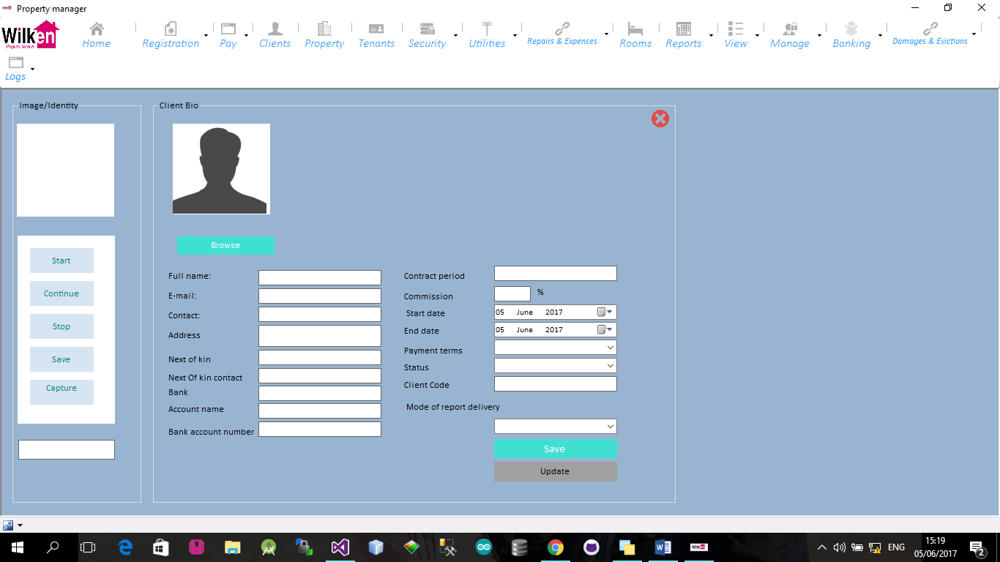 Property manager
Wilken
Property Services
Home
Registration
Pay
Clients
Property
Tenants
Security
Utilities
Repairs & Expenses
Rooms
Reports
View
Manage
Banking
Damages & Evictions
Logs
Image/Identity
Start
Continue
Stop
Save
Capture
Client Bio
Browse
Full name:
E-mail:
Contact:
Address
Next of kin
Next Of kin contact
Bank
Account name
Bank account number
Contract period
Commission
%
Start date
05 June 2017
End date
05 June 2017
Payment terms
Status
Client Code
Mode of report delivery
Save
Update
ENG
15:19
05/06/2017
2